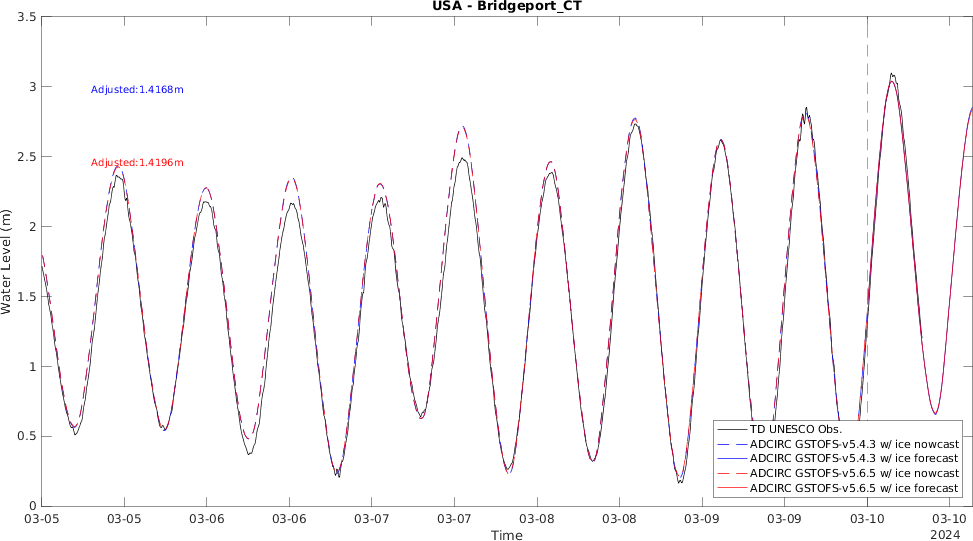 USA - Bridgeport_CT
3.5
3
2.5
2
1.5
1
0.5
0
Water Level (m)
Adjusted:1.4168m
Adjusted:1.4196m
TD UNESCO Obs.
ADCIRC GSTOFS-v5.4.3 w/ ice nowcast
ADCIRC GSTOFS-v5.4.3 w/ ice forecast
ADCIRC GSTOFS-v5.6.5 w/ ice nowcast
ADCIRC GSTOFS-v5.6.5 w/ ice forecast
03-05 03-05 03-06 03-06 03-07 03-07 03-08 03-08 03-09 03-09 03-10 03-10
2024
Time